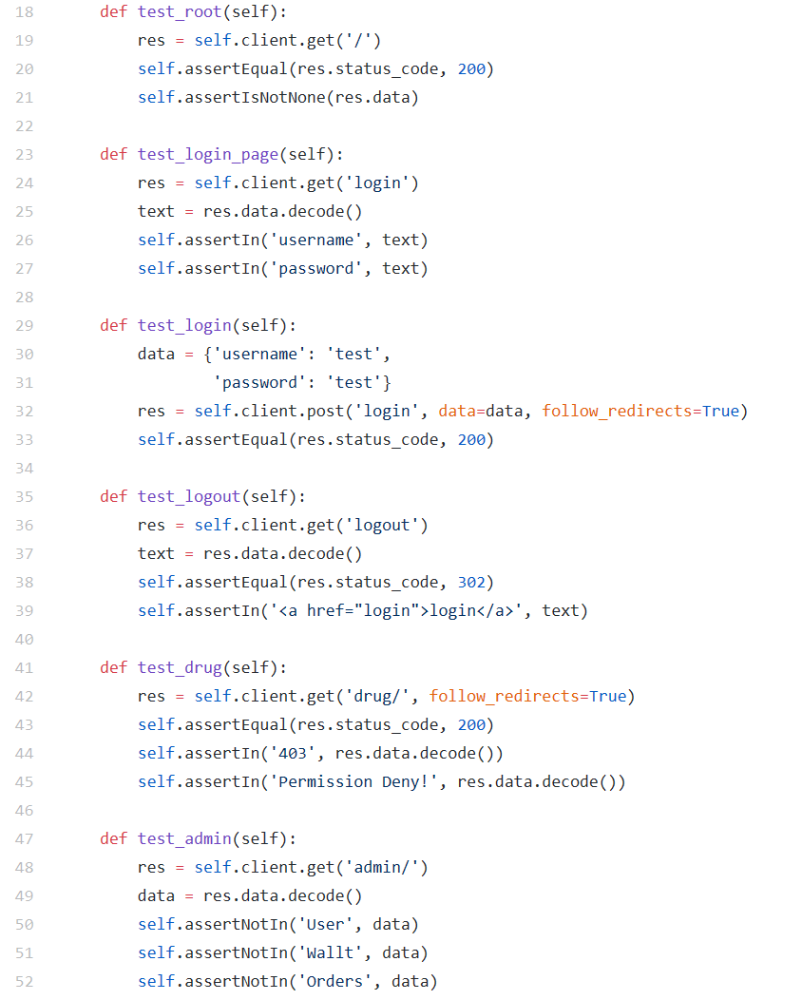 18 def test_root(self):
19 res = self.client.get('/')
20 self.assertEqual(res.status_code, 200)
21 self.assertIsNotNone(res.data)
22
23 def test_login_page(self):
24 res = self.client.get('login')
25 text = res.data.decode()
26 self.assertIn('username', text)
27 self.assertIn('password', text)
28
29 def test_login(self):
30 data = {'username': 'test',
31 'password': 'test'}
32 res = self.client.post('login', data=data, follow_redirects=True)
33 self.assertEqual(res.status_code, 200)
34
35 def test_logout(self):
36 res = self.client.get('logout')
37 text = res.data.decode()
38 self.assertEqual(res.status_code, 302)
39 self.assertIn('<a href="login">login</a>', text)
40
41 def test_drug(self):
42 res = self.client.get('drug/', follow_redirects=True)
43 self.assertEqual(res.status_code, 200)
44 self.assertIn('403', res.data.decode())
45 self.assertIn('Permission Deny!', res.data.decode())
46
47 def test_admin(self):
48 res = self.client.get('admin/')
49 data = res.data.decode()
50 self.assertNotIn('User', data)
51 self.assertNotIn('Wallt', data)
52 self.assertNotIn('Orders', data)